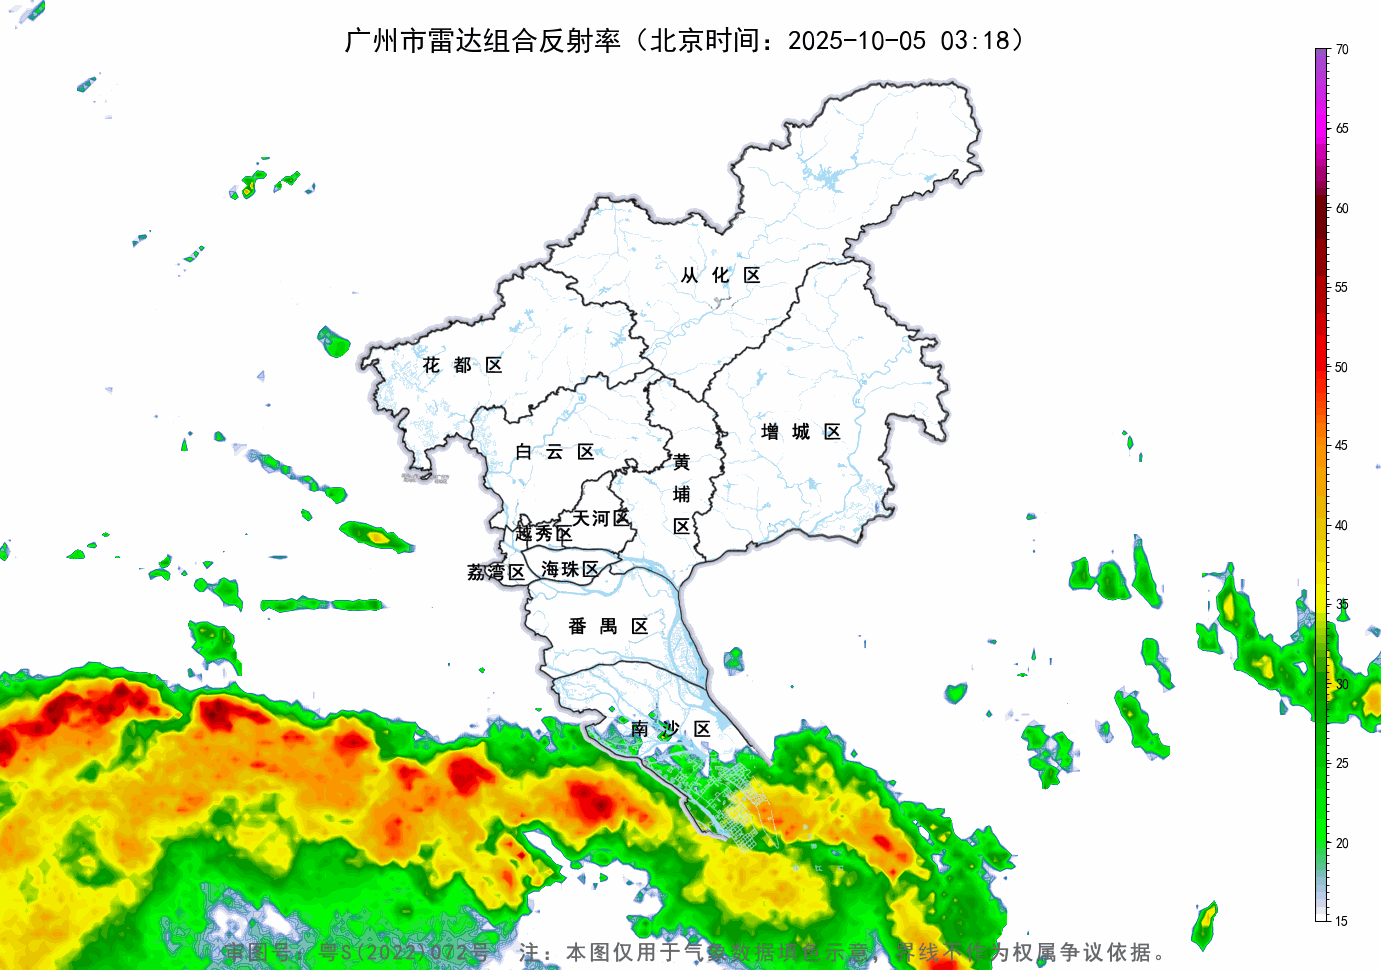 广州市雷达组合反射率（北京时间：2025-10-05 03:18）
70
65
60
55
50
45
40
35
30
25
20
15
从化区
花都区
增城区
白云区
黄埔区
天河区
越秀区
荔湾区
海珠区
番禺区
南沙区
审图号：粤S(2022)072号 注：本图仅用于气象数据填色示意，界线不作为权属争议依据。